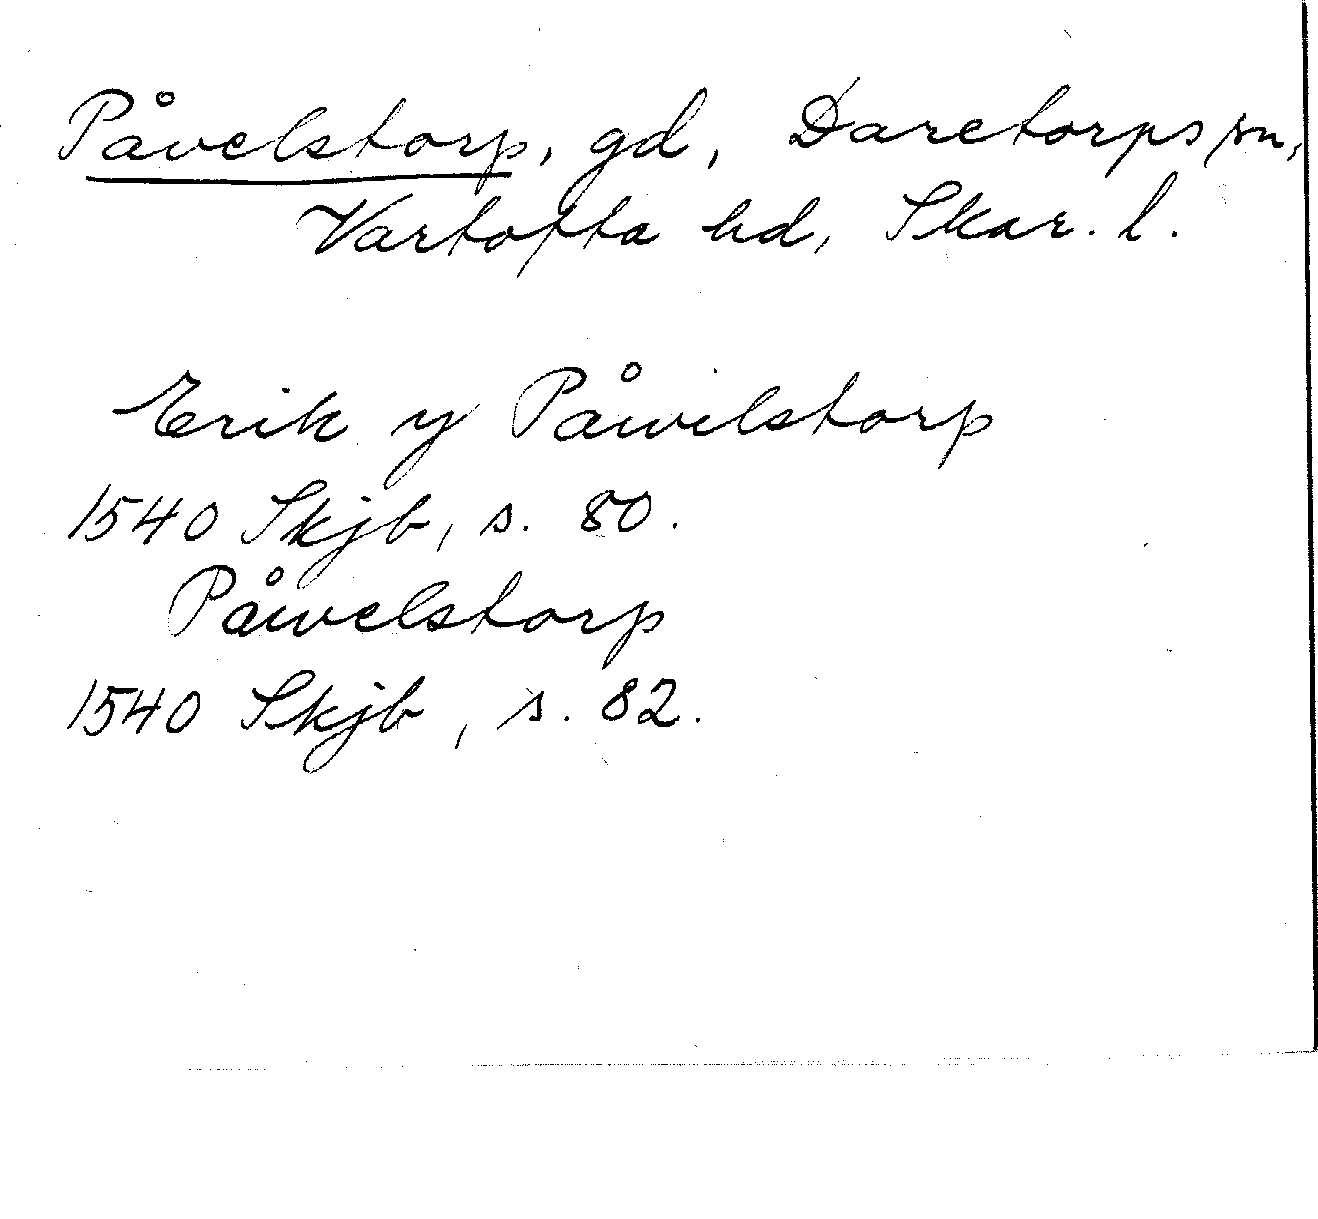 Påvelstorp, gd, Daretorps sn,
Vartofta hd, Skar. l.
Erik y Påwilstorp
1540 Skjb, s. 80.
Påwelstorp
1540 Skjb, s. 82.